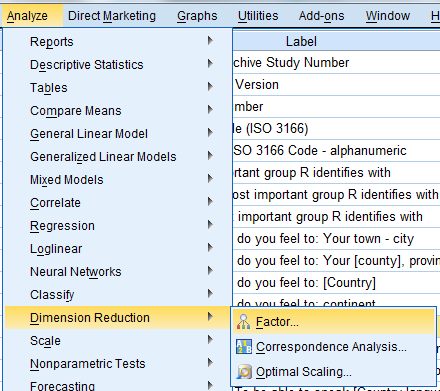 Analyze Direct Marketing Graphs Utilities Add-ons Window H
Label
Reports
chive Study Number
Descriptive Statistics
Version
Tables
mber
Compare Means
le (ISO 3166)
General Linear Model
ISO 3166 Code - alphanumeric
Generalized Linear Models
rtant group R identifies with
Mixed Models
ost important group R identifies with
Correlate
important group R identifies with
Regression
do you feel to: Your town - city
Loglinear
do you feel to: Your [county], provin
Neural Networks
do you feel to: [Country]
Classify
do you feel to: continent
Dimension Reduction
Factor...
Scale
Correspondence Analysis...
Nonparametric Tests
Optimal Scaling...
Forecasting